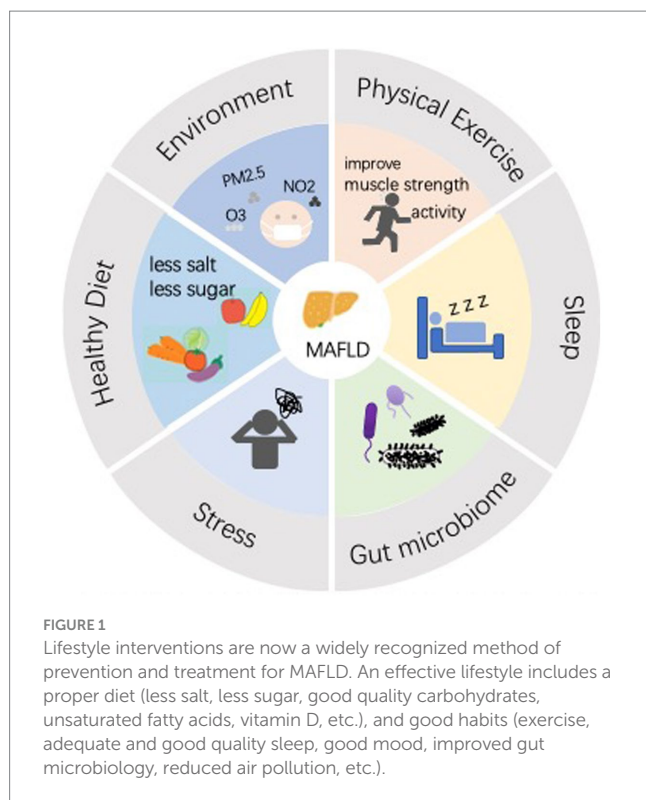 Environment
Physical Exercise
PM2.5
NO2
O3
improve
muscle strength
activity
Healthy Diet
less salt
less sugar
zzz
Sleep
MAFLD
Stress
Gut microbiome
FIGURE 1
Lifestyle interventions are now a widely recognized method of
prevention and treatment for MAFLD. An effective lifestyle includes a
proper diet (less salt, less sugar, good quality carbohydrates,
unsaturated fatty acids, vitamin D, etc.), and good habits (exercise,
adequate and good quality sleep, good mood, improved gut
microbiology, reduced air pollution, etc.).